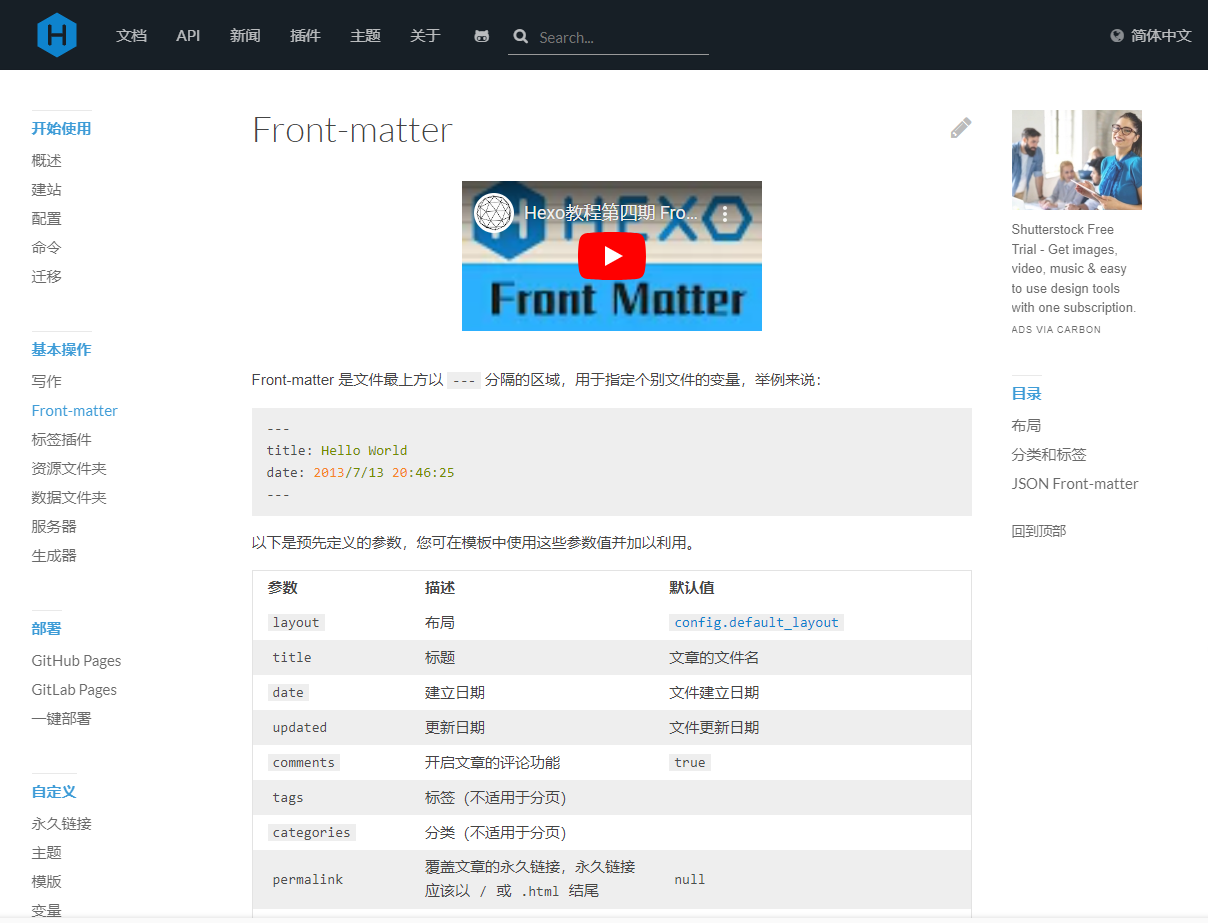 文档 API 新闻 插件 主题 关于 Search... 简体中文
开始使用
概述
建站
配置
命令
迁移
基本操作
写作
Front-matter
标签插件
资源文件夹
数据文件夹
服务器
生成器
部署
GitHub Pages
GitLab Pages
一键部署
自定义
永久链接
主题
模版
变量
Front-matter
HEXO
Hexo教程第四期 Fro...
Front Matter
Front-matter 是文件最上方以 --- 分隔的区域，用于指定个别文件的变量，举例来说：
---
title: Hello World
date: 2013/7/13 20:46:25
---
以下是预先定义的参数，您可在模板中使用这些参数值并加以利用。
参数 描述 默认值
layout 布局 config.default_layout
title 标题 文章的文件名
date 建立日期 文件建立日期
updated 更新日期 文件更新日期
comments 开启文章的评论功能 true
tags 标签（不适用于分页）
categories 分类（不适用于分页）
permalink 覆盖文章的永久链接，永久链接 null
应该以 / 或 .html 结尾
Shutterstock Free
Trial - Get images,
video, music & easy
to use design tools
with one subscription.
ADS VIA CARBON
目录
布局
分类和标签
JSON Front-matter
回到顶部